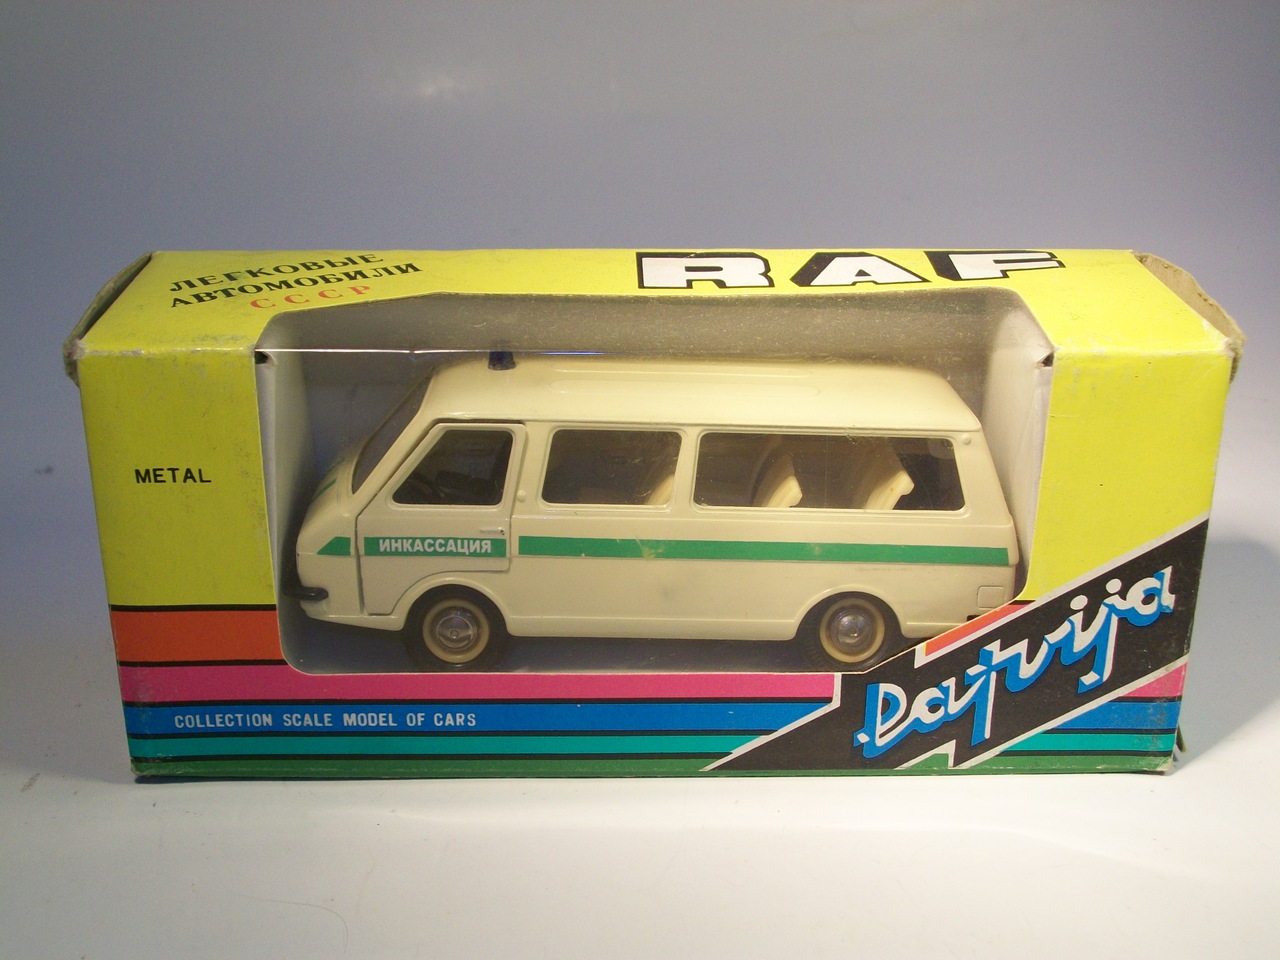 ЛЕГКОВЫЕ
АВТОМОБИЛИ
СССР
RAF
METAL
ИНКАССАЦИЯ
COLLECTION SCALE MODEL OF CARS
Latvija